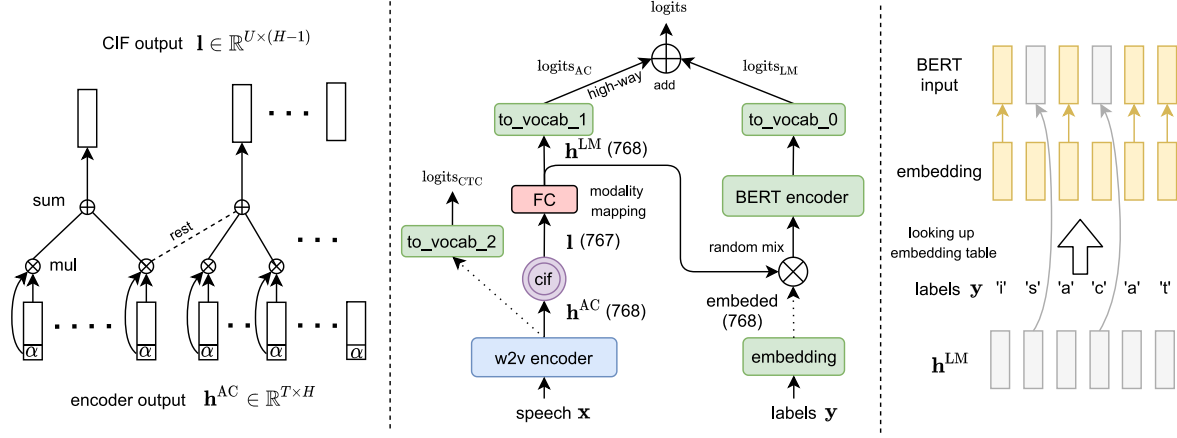 CIF output l ∈ ℝ^{U×(H−1)}
sum
rest
mul
α α α α α
encoder output h^{AC} ∈ ℝ^{T×H}
logits
logits_{AC}
high-way
add
logits_{LM}
to_vocab_1
to_vocab_0
h^{LM} (768)
logits_{CTC}
FC
modality
mapping
BERT encoder
to_vocab_2
l (767)
random mix
cif
h^{AC} (768)
embeded
(768)
w2v encoder
embedding
speech x
labels y
BERT
input
embedding
looking up
embedding table
labels y 'i' 's' 'a' 'c' 'a' 't'
h^{LM}